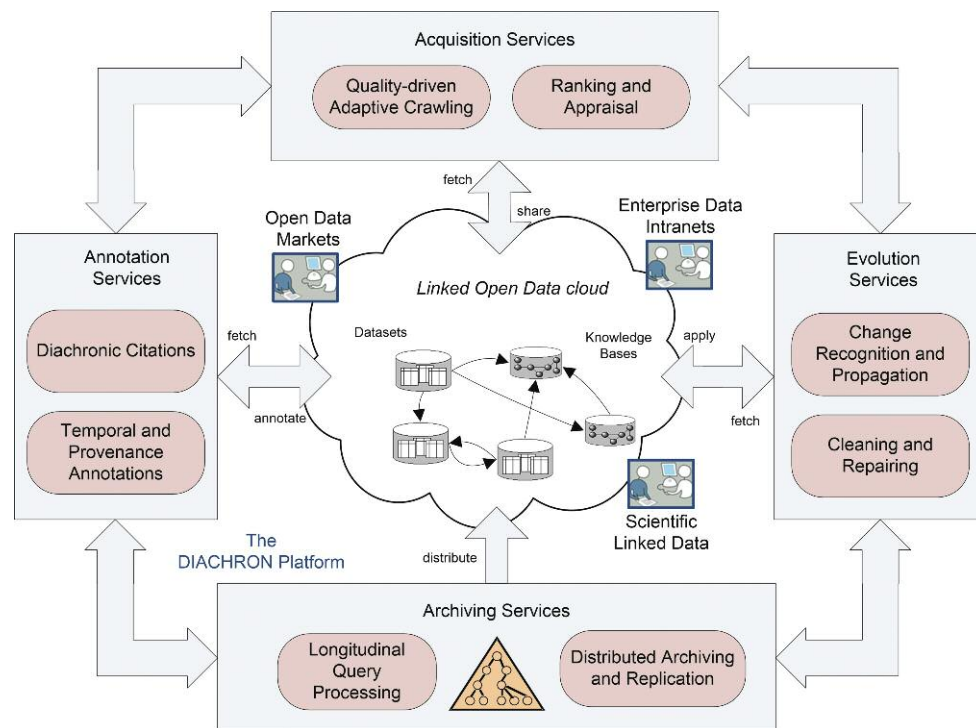 Acquisition Services
Quality-driven
Adaptive Crawling
Ranking and
Appraisal
fetch
share
Open Data
Markets
Enterprise Data
Intranets
Annotation
Services
Diachronic Citations
Temporal and
Provenance
Annotations
fetch
annotate
Linked Open Data cloud
Datasets
Knowledge
Bases
apply
fetch
Evolution
Services
Change
Recognition and
Propagation
Cleaning and
Repairing
Scientific
Linked Data
The
DIACHRON Platform
distribute
Archiving Services
Longitudinal
Query
Processing
Distributed Archiving
and Replication